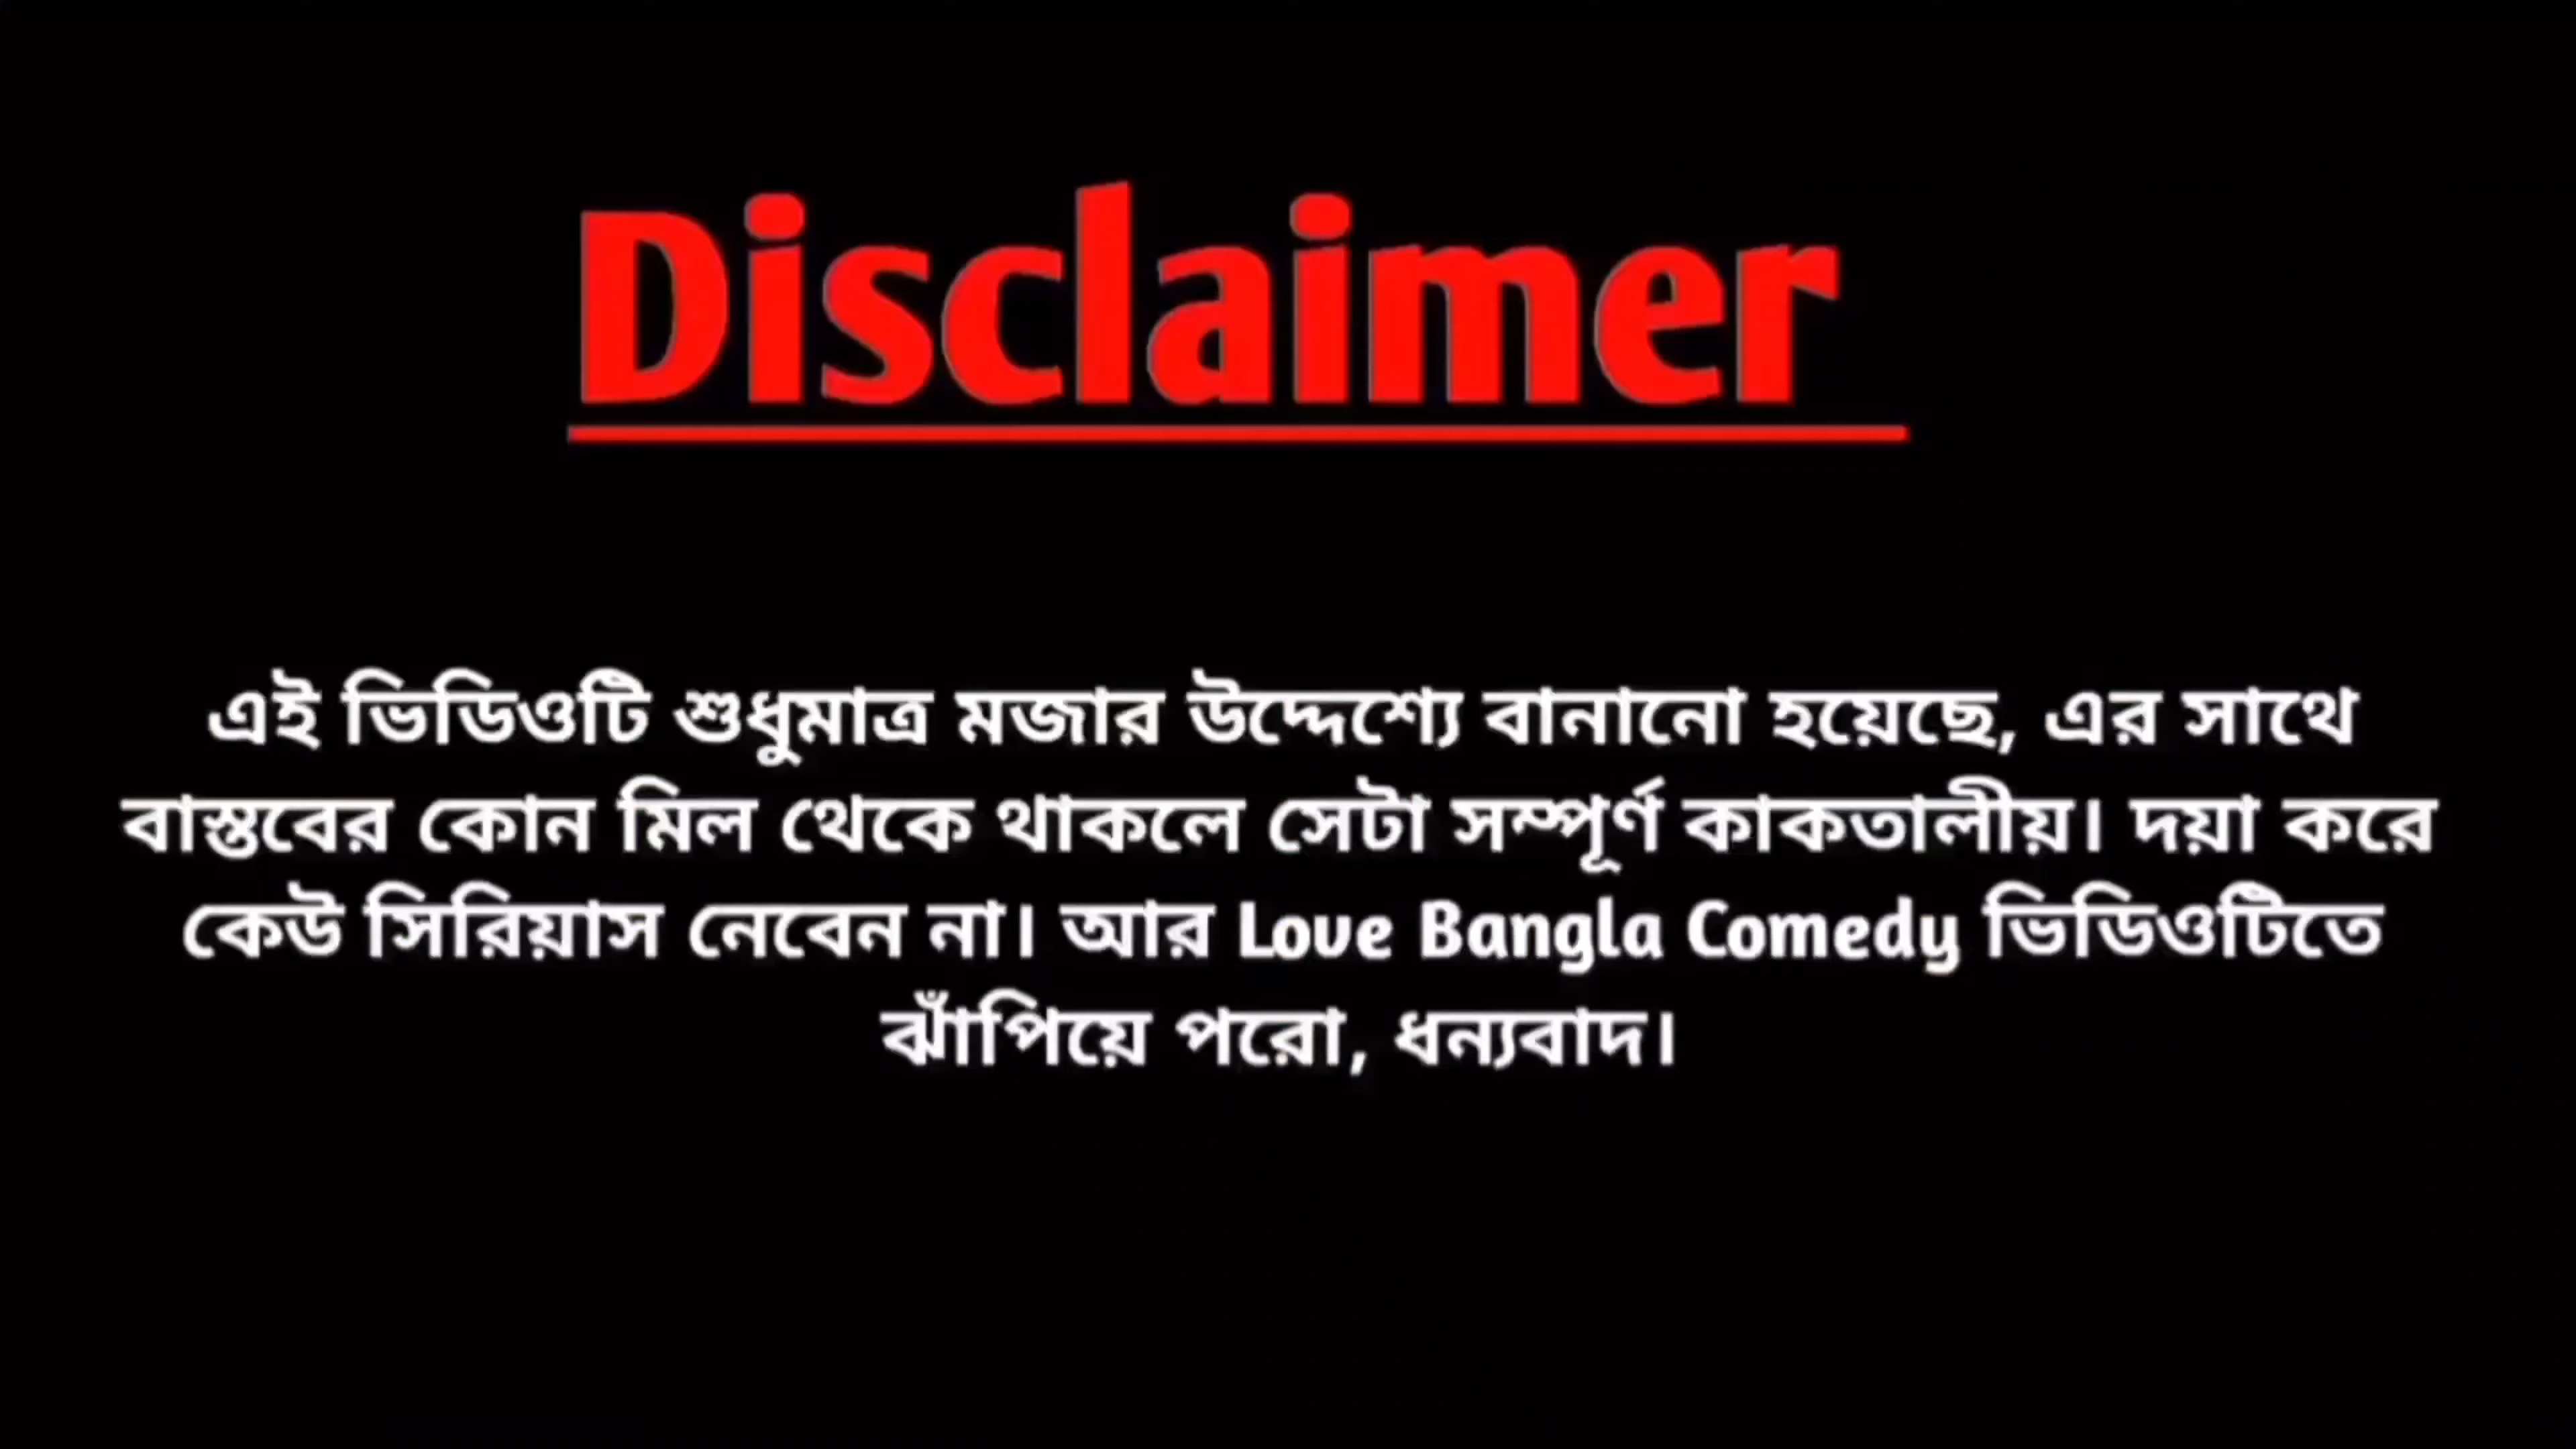 Disclaimer
এই ভিডিওটি শুধুমাত্র মজার উদ্দেশ্যে বানানো হয়েছে, এর সাথে
বাস্তবের কোন মিল থেকে থাকলে সেটা সম্পূর্ণ কাকতালীয়। দয়া করে
কেউ সিরিয়াস নেবেন না। আর Love Bangla Comedy ভিডিওটিতে
ঝাঁপিয়ে পরো, ধন্যবাদ।